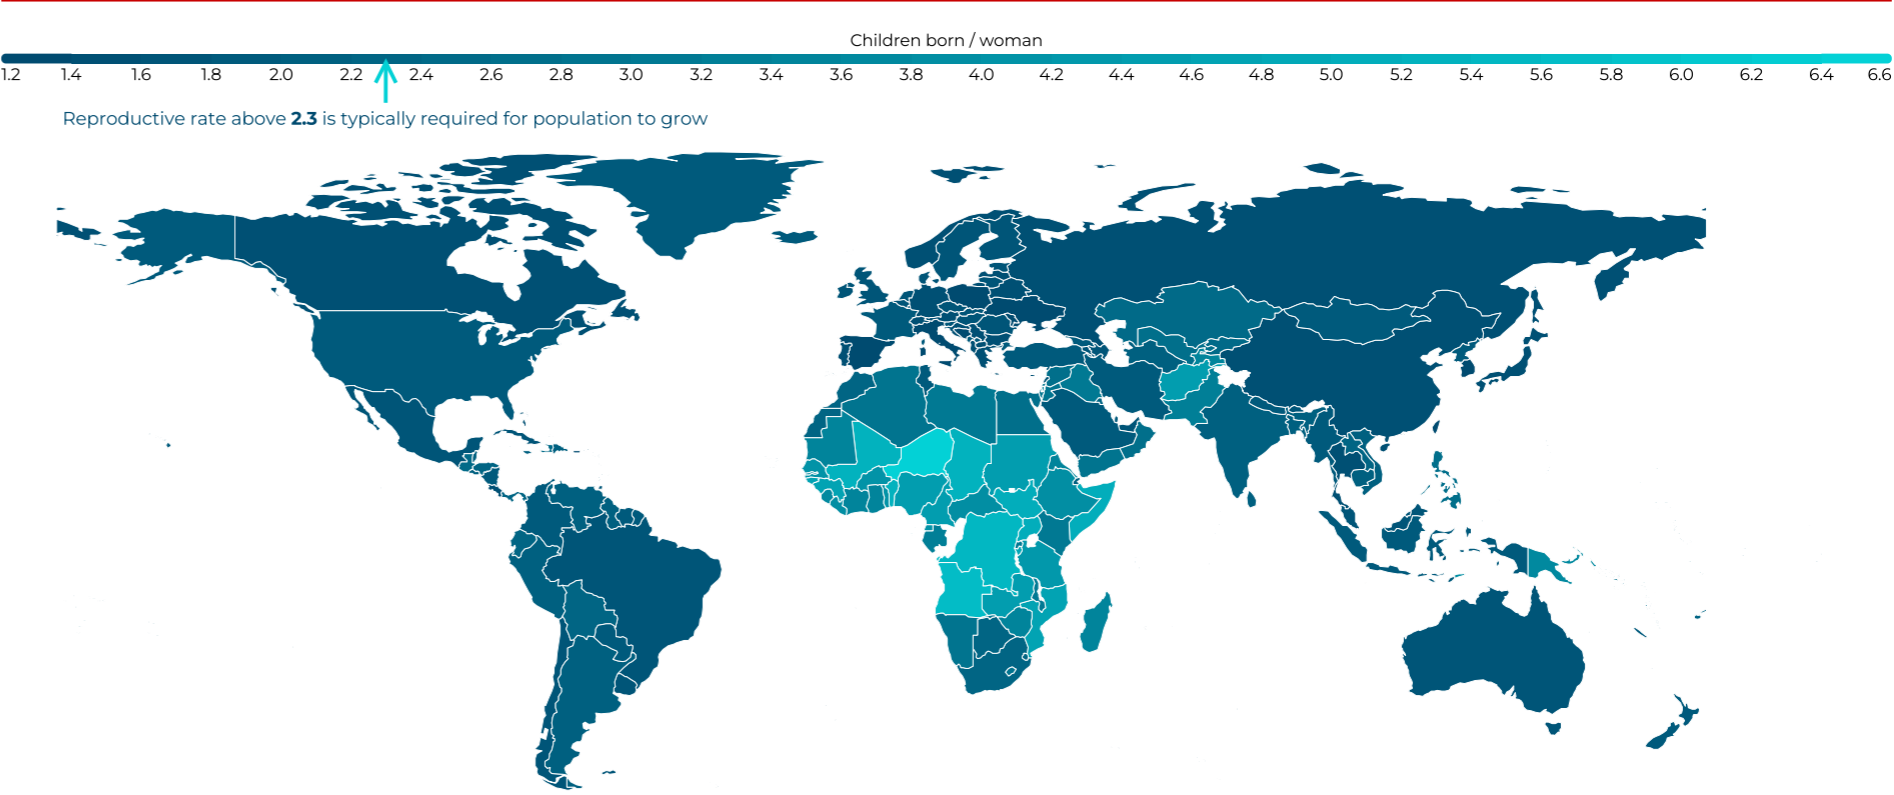 Children born / woman
1.2 1.4 1.6 1.8 2.0 2.2 2.4 2.6 2.8 3.0 3.2 3.4 3.6 3.8 4.0 4.2 4.4 4.6 4.8 5.0 5.2 5.4 5.6 5.8 6.0 6.2 6.4 6.6
Reproductive rate above 2.3 is typically required for population to grow